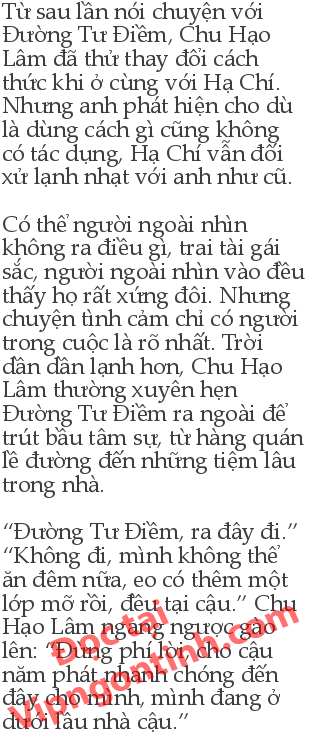 Từ sau lần nói chuyện với
Đường Tư Điềm, Chu Hạo
Lâm đã thử thay đổi cách
thức khi ở cùng với Hạ Chí.
Nhưng anh phát hiện cho dù
là dùng cách gì cũng không
có tác dụng, Hạ Chí vẫn đối
xử lạnh nhạt với anh như cũ.

Có thể người ngoài nhìn
không ra điều gì, trai tài gái
sắc, người ngoài nhìn vào đều
thấy họ rất xứng đôi. Nhưng
chuyện tình cảm chỉ có người
trong cuộc là rõ nhất. Trời
dần dần lạnh hơn, Chu Hạo
Lâm thường xuyên hẹn
Đường Tư Điềm ra ngoài để
trút bầu tâm sự, từ hàng quán
lề đường đến những tiệm lâu
trong nhà.

“Đường Tư Điềm, ra đây đi.”
“Không đi, mình không thể
ăn đêm nữa, eo có thêm một
lớp mỡ rồi, đều tại cậu.” Chu
Hạo Lâm ngang ngược gào
lên: “Đừng phí lời, cho cậu
năm phát nhanh chóng đến
đây cho mình, mình đang ở
dưới lầu nhà cậu.”
Đọc tại
Vipngontinh.com